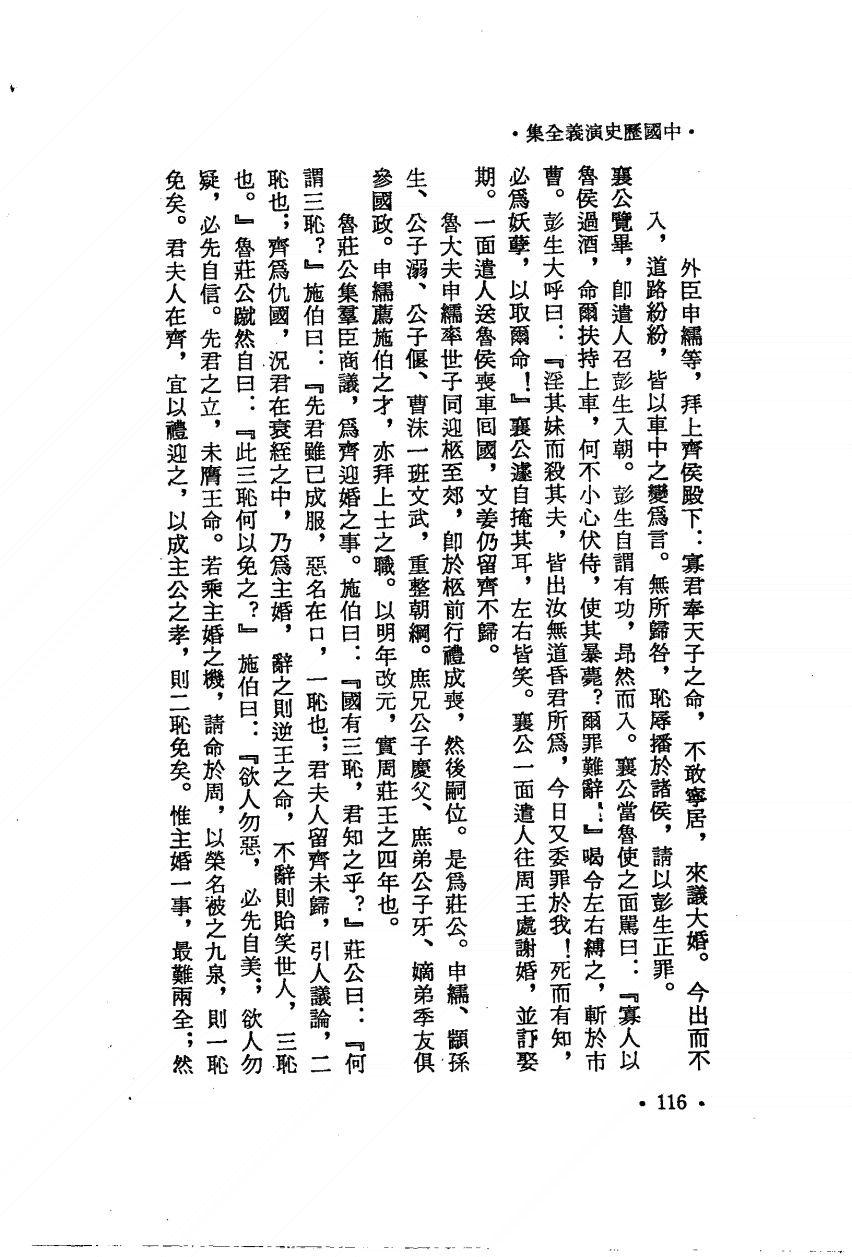 ·中國歷史演義全集·
外臣申繻等，拜上齊侯殿下：寡君奉天子之命，不敢寧居，來議大婚。今出而不
入，道路紛紛，皆以車中之變爲言。無所歸咎，恥辱播於諸侯，請以彭生正罪。
襄公覽畢，卽遣人召彭生入朝。彭生自謂有功，昂然而入。襄公當魯使之面罵曰：『寡人以
魯侯過酒，命爾扶持上車，何不小心伏侍，使其暴薨？爾罪難辭！』喝令左右縛之，斬於市
曹。彭生大呼曰：『淫其妹而殺其夫，皆出汝無道昏君所爲，今日又委罪於我！死而有知，
必爲妖孽，以取爾命！』襄公遽自掩其耳，左右皆笑。襄公一面遣人往周王處謝婚，並訂娶
期。一面遣人送魯侯喪車回國，文姜仍留齊不歸。
魯大夫申繻率世子同迎柩至郊，卽於柩前行禮成喪，然後嗣位。是爲莊公。申繻、顓孫
生、公子溺、公子偃、曹沫一班文武，重整朝綱。庶兄公子慶父、庶弟公子牙、嫡弟季友俱
參國政。申繻薦施伯之才，亦拜上士之職。以明年改元，實周莊王之四年也。
魯莊公集羣臣商議，爲齊迎婚之事。施伯曰：『國有三恥，君知之乎？』莊公曰：『何
謂三恥？』施伯曰：『先君雖已成服，惡名在口，一恥也；君夫人留齊未歸，引人議論，二
恥也；齊爲仇國，況君在衰絰之中，乃爲主婚，辭之則逆王之命，不辭則貽笑世人，三恥
也。』魯莊公蹴然自曰：『此三恥何以免之？』施伯曰：『欲人勿惡，必先自美；欲人勿
疑，必先自信。先君之立，未膺王命。若乘主婚之機，請命於周，以榮名被之九泉，則一恥
免矣。君夫人在齊，宜以禮迎之，以成主公之孝，則二恥免矣。惟主婚一事，最難兩全；然
·116·